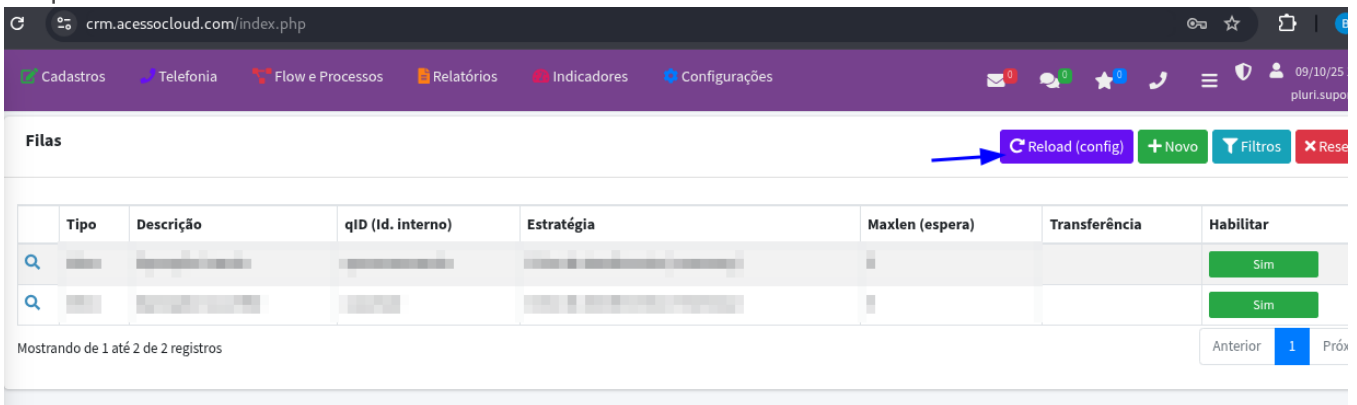 crm.acessocloud.com/index.php
Cadastros Telefonia Flow e Processos Relatórios Indicadores Configurações 0 0 0 09/10/25
pluri.supo
Filas Reload (config) Novo Filtros Rese
Tipo Descrição qID (Id. interno) Estratégia Maxlen (espera) Transferência Habilitar
Sim
Sim
Mostrando de 1 até 2 de 2 registros Anterior 1 Próx